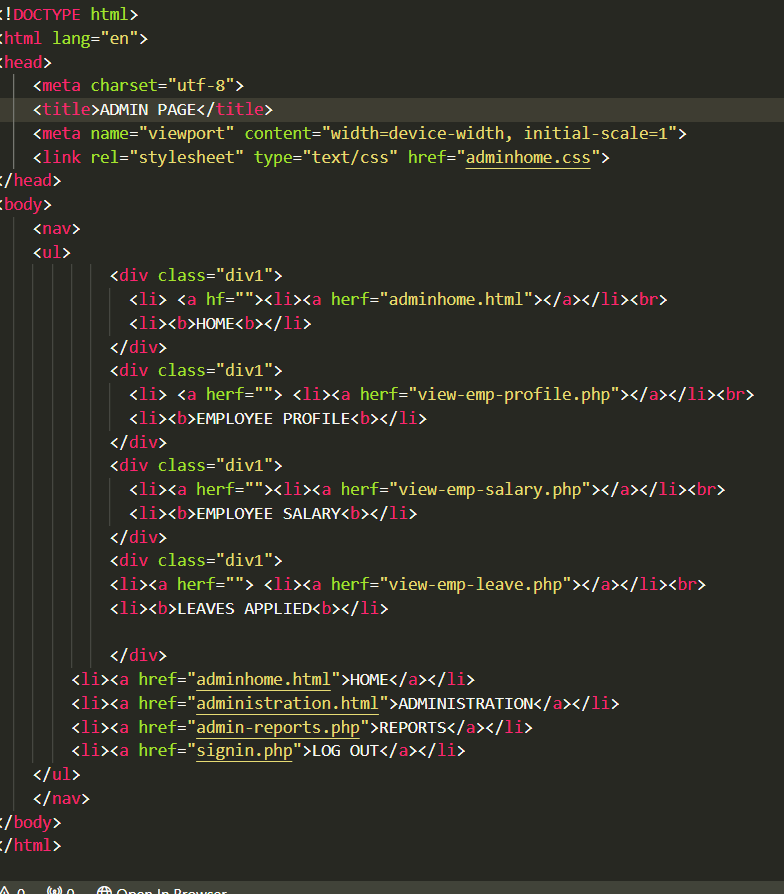 <!DOCTYPE html>
<html lang="en">
<head>
<meta charset="utf-8">
<title>ADMIN PAGE</title>
<meta name="viewport" content="width=device-width, initial-scale=1">
<link rel="stylesheet" type="text/css" href="adminhome.css">
</head>
<body>
<nav>
<ul>
<div class="div1">
<li> <a hf=""><li><a herf="adminhome.html"></a></li><br>
<li><b>HOME<b></li>
</div>
<div class="div1">
<li> <a herf=""> <li><a herf="view-emp-profile.php"></a></li><br>
<li><b>EMPLOYEE PROFILE<b></li>
</div>
<div class="div1">
<li><a herf=""><li><a herf="view-emp-salary.php"></a></li><br>
<li><b>EMPLOYEE SALARY<b></li>
</div>
<div class="div1">
<li><a herf=""> <li><a herf="view-emp-leave.php"></a></li><br>
<li><b>LEAVES APPLIED<b></li>
</div>
<li><a href="adminhome.html">HOME</a></li>
<li><a href="administration.html">ADMINISTRATION</a></li>
<li><a href="admin-reports.php">REPORTS</a></li>
<li><a href="signin.php">LOG OUT</a></li>
</ul>
</nav>
</body>
</html>
0 0 Open In Browser